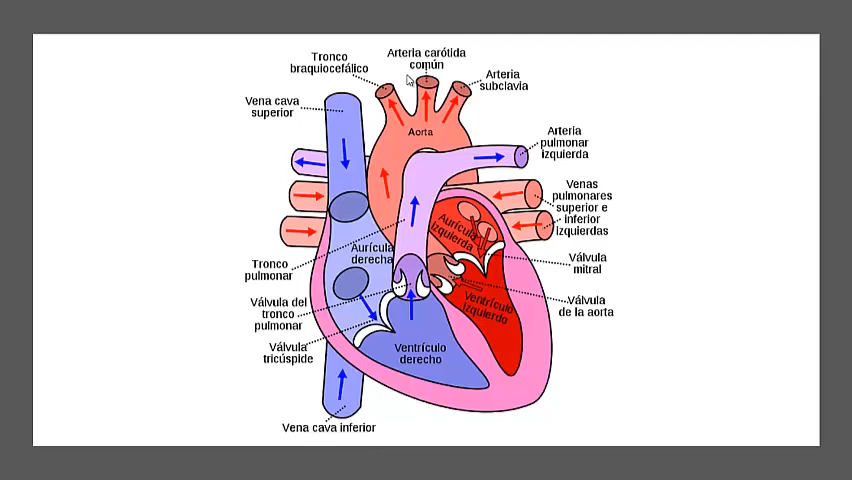 Tronco
braquiocefálico
Arteria carótida
común
Arteria
subclavia
Vena cava
superior
Aorta
Arteria
pulmonar
izquierda
Venas
pulmonares
superior e
inferior
izquierdas
Aurícula
izquierda
Aurícula
derecha
Tronco
pulmonar
Válvula
mitral
Válvula del
tronco
pulmonar
Ventrículo
izquierdo
Válvula
de la aorta
Válvula
tricúspide
Ventrículo
derecho
Vena cava inferior